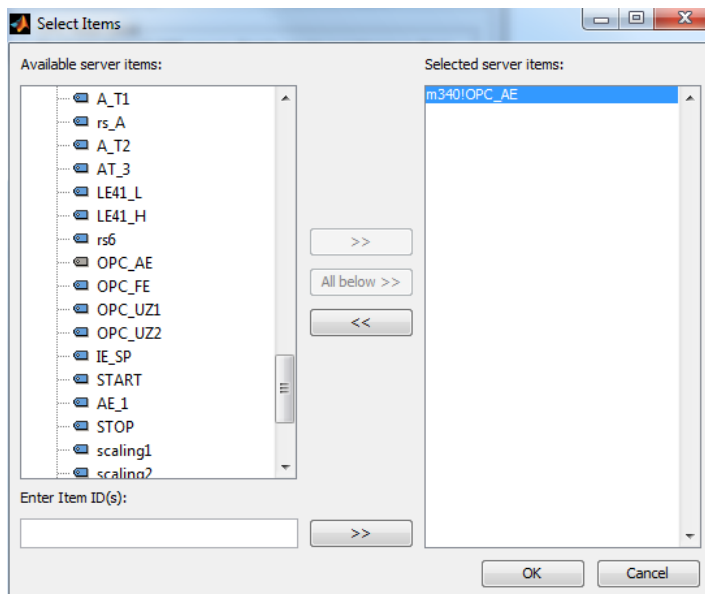 Select Items
Available server items:
A_T1
rs_A
A_T2
AT_3
LE41_L
LE41_H
rs6
OPC_AE
OPC_FE
OPC_UZ1
OPC_UZ2
IE_SP
START
AE_1
STOP
scaling1
scaling2
Enter Item ID(s):
>>
All below >>
<<
>>
Selected server items:
m340!OPC_AE
OK
Cancel